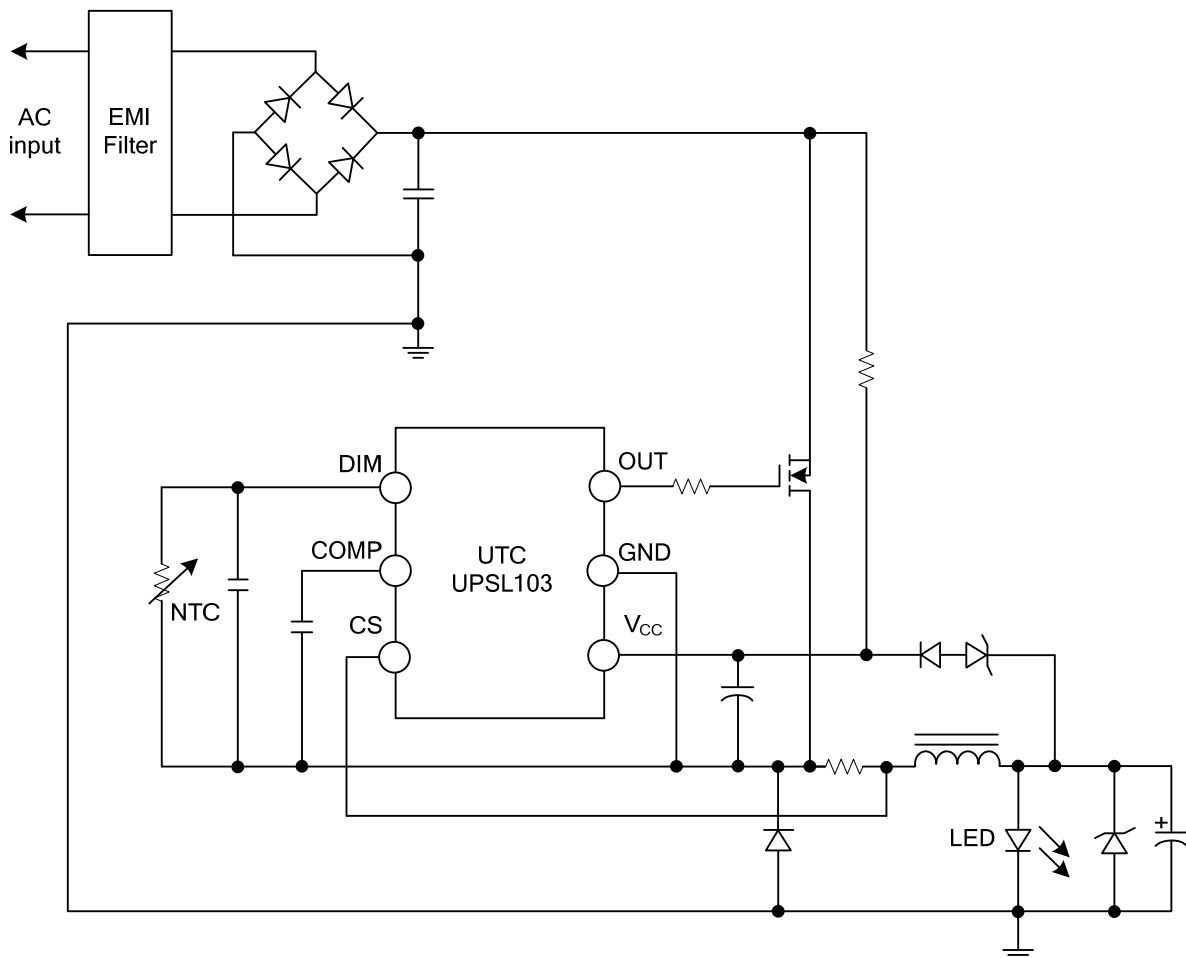 AC
input
EMI
Filter
DIM
OUT
COMP
UTC
UPSL103
GND
NTC
CS
VCC
LED
+